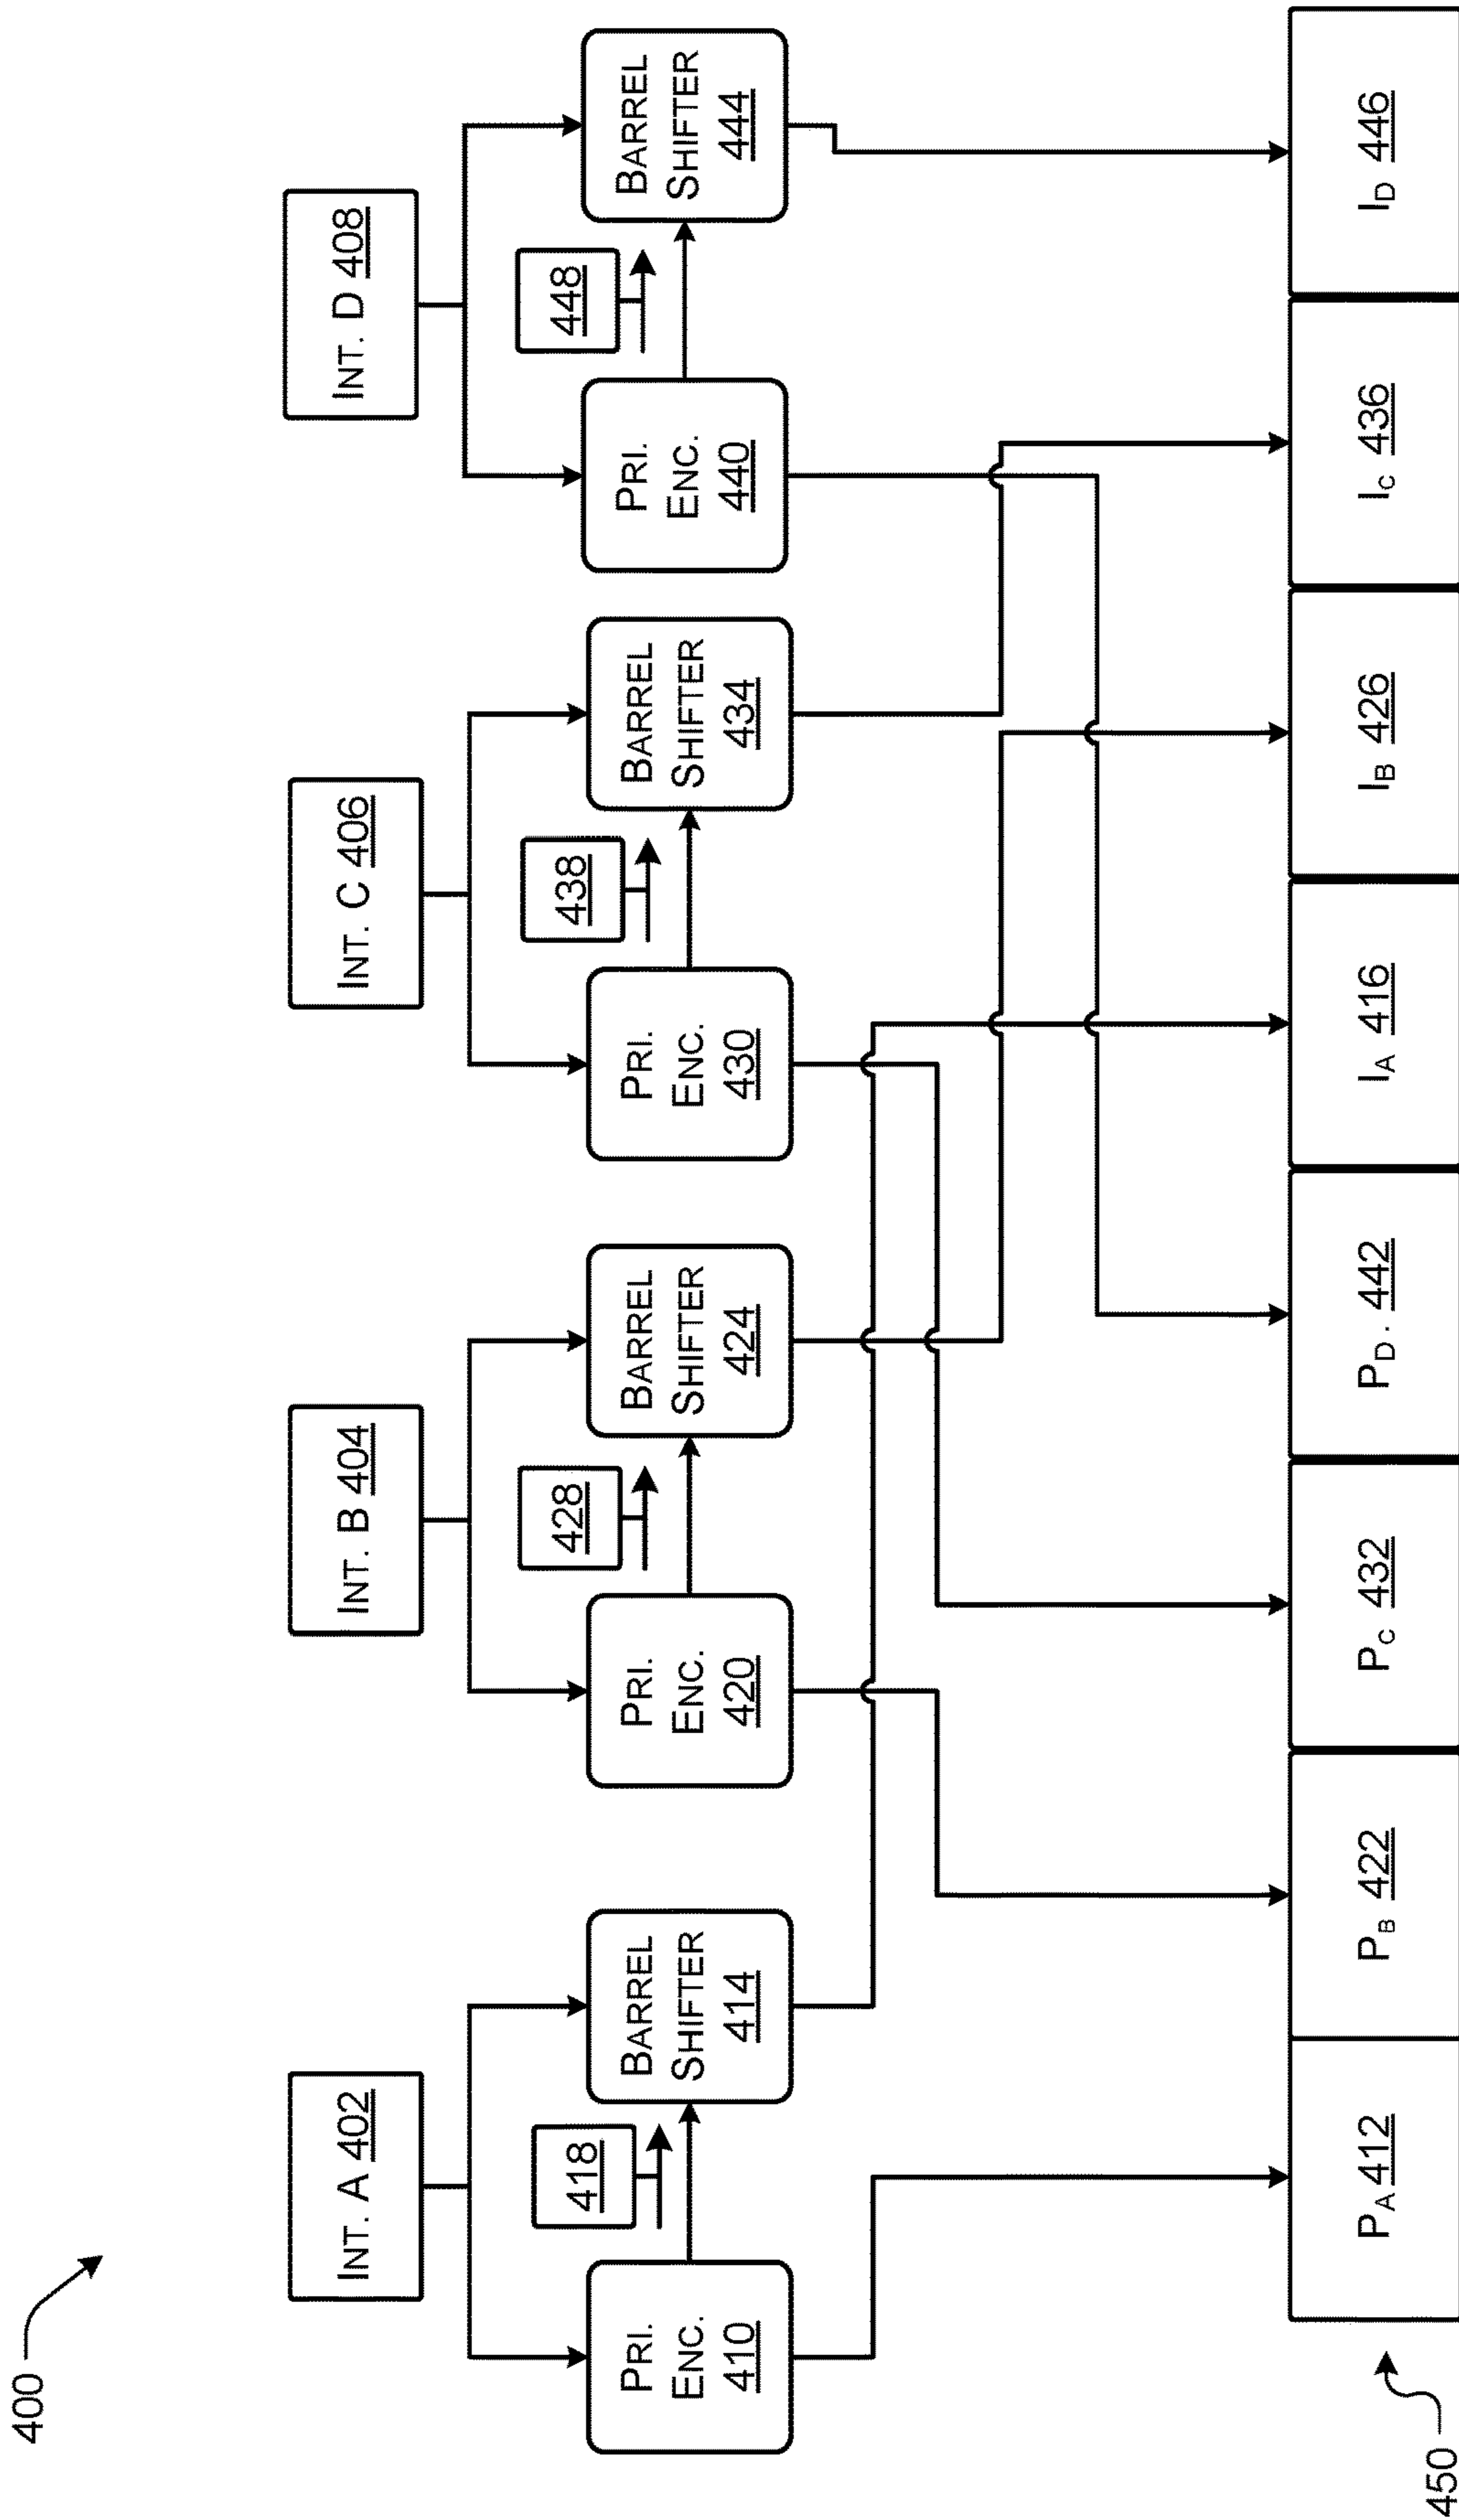 400
INT. A 402
INT. B 404
INT. C 406
INT. D 408
418
428
438
448
PRI.
ENC.
410
BARREL
SHIFTER
414
PRI.
ENC.
420
BARREL
SHIFTER
424
PRI.
ENC.
430
BARREL
SHIFTER
434
PRI.
ENC.
440
BARREL
SHIFTER
444
450
PA 412
PB 422
PC 432
PD. 442
IA 416
IB 426
IC 436
ID 446